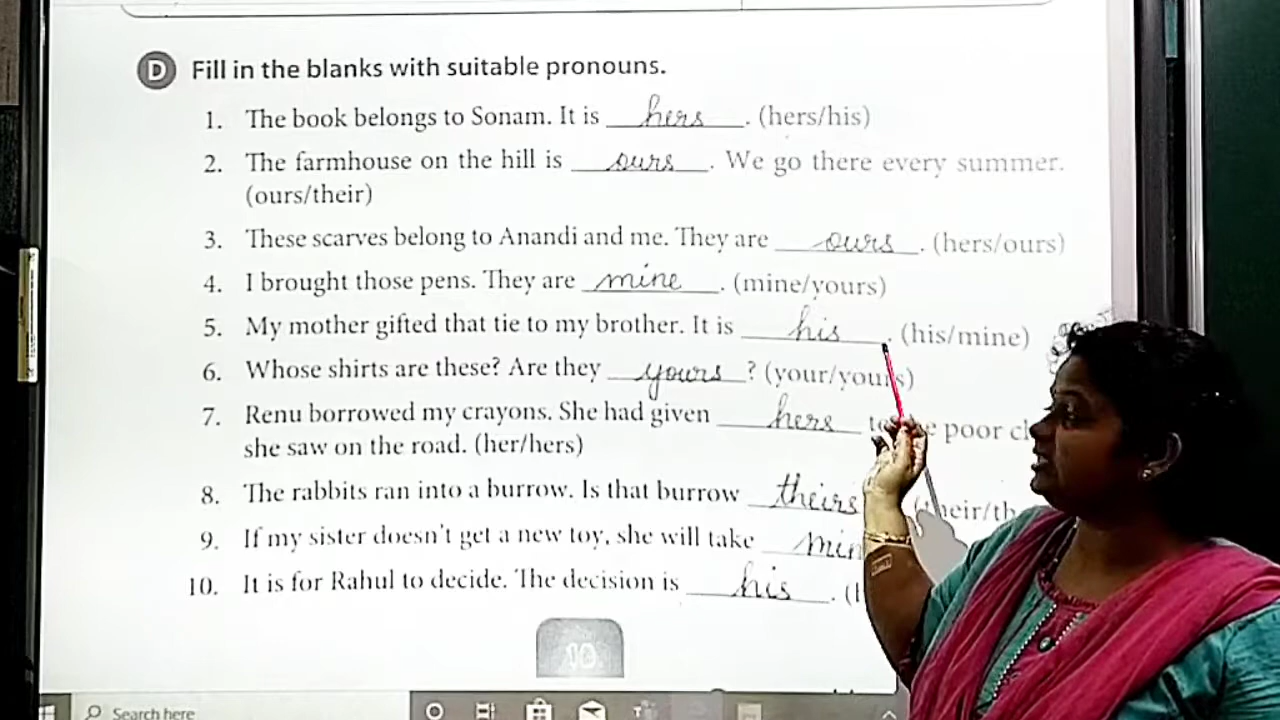 D Fill in the blanks with suitable pronouns.
1. The book belongs to Sonam. It is hers. (hers/his)
2. The farmhouse on the hill is ours. We go there every summer.
(ours/their)
3. These scarves belong to Anandi and me. They are ours. (hers/ours)
4. I brought those pens. They are mine. (mine/yours)
5. My mother gifted that tie to my brother. It is his. (his/mine)
6. Whose shirts are these? Are they yours? (your/yours)
7. Renu borrowed my crayons. She had given hers poor
she saw on the road. (her/hers)
8. The rabbits ran into a burrow. Is that burrow theirs
9. If my sister doesn't get a new toy, she will take
10. It is for Rahul to decide. The decision is his.
10
Search here